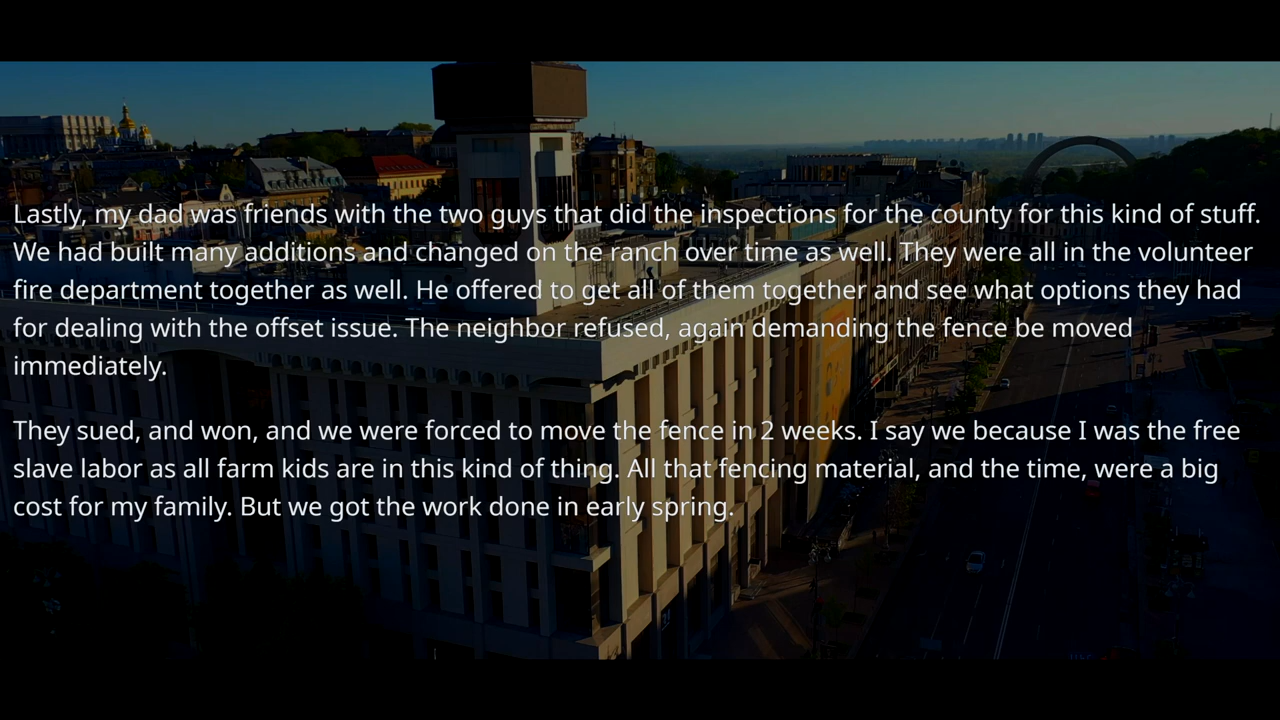 Lastly, my dad was friends with the two guys that did the inspections for the county for this kind of stuff.
We had built many additions and changed on the ranch over time as well. They were all in the volunteer
fire department together as well. He offered to get all of them together and see what options they had
for dealing with the offset issue. The neighbor refused, again demanding the fence be moved
immediately.
They sued, and won, and we were forced to move the fence in 2 weeks. I say we because I was the free
slave labor as all farm kids are in this kind of thing. All that fencing material, and the time, were a big
cost for my family. But we got the work done in early spring.